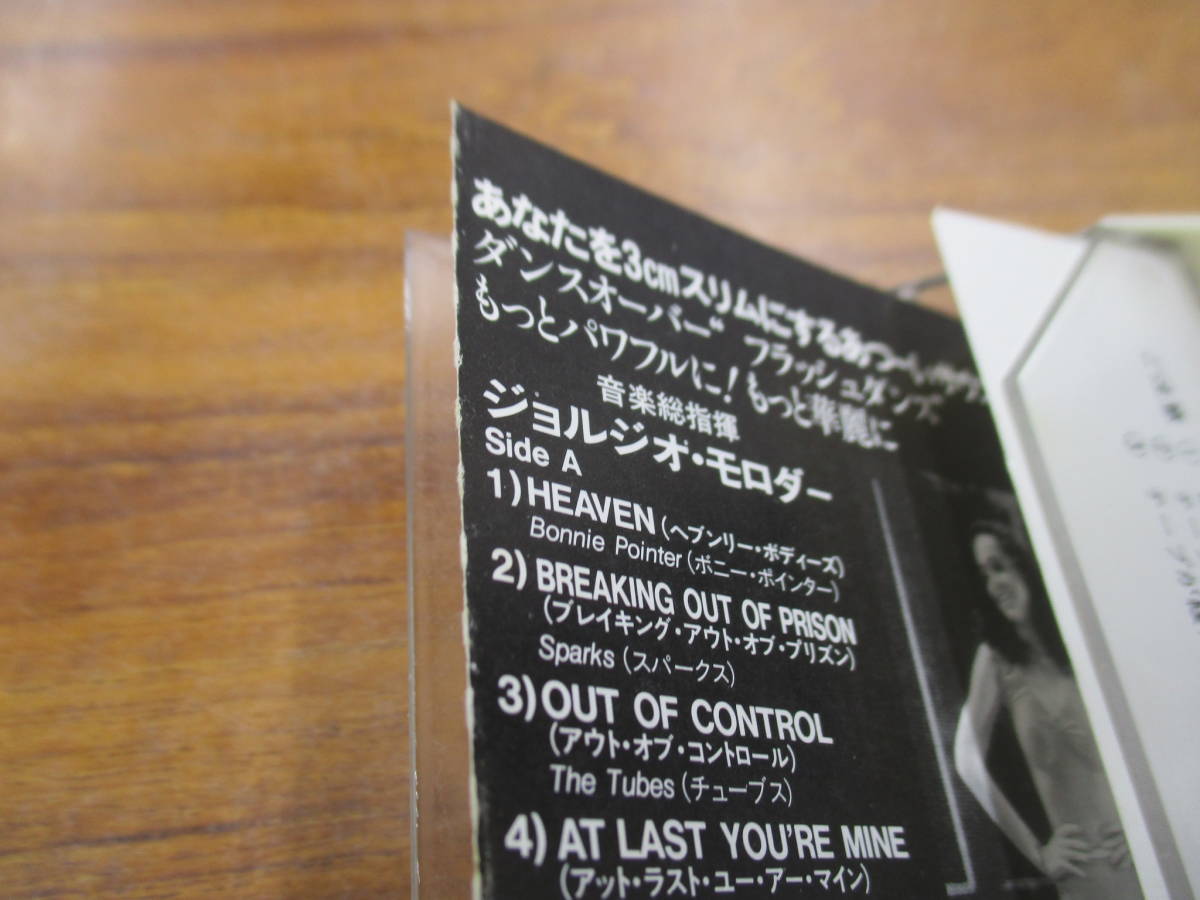 あなたを3cmスリムにするあつーい
ダンスオーバー“ フラッシュダンス
もっとパワフルに! もっと華麗に
音楽総指揮
ジョルジオ・モロダー
Side A
1) HEAVEN (ヘブンリー・ボディーズ)
Bonnie Pointer (ボニー・ポインター)
2) BREAKING OUT OF PRISON
(ブレイキング・アウト・オブ・プリズン)
Sparks (スパークス)
3) OUT OF CONTROL
(アウト・オブ・コントロール)
The Tubes (チューブス)
4) AT LAST YOU'RE MINE
(アット・ラスト・ユー・アー・マイン)